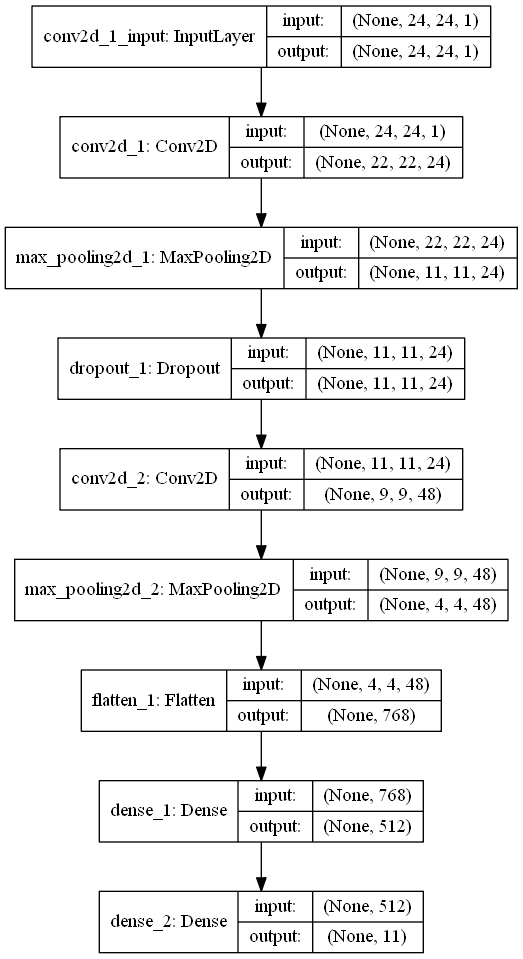 conv2d_1_input: InputLayer
input: (None, 24, 24, 1)
output: (None, 24, 24, 1)
conv2d_1: Conv2D
input: (None, 24, 24, 1)
output: (None, 22, 22, 24)
max_pooling2d_1: MaxPooling2D
input: (None, 22, 22, 24)
output: (None, 11, 11, 24)
dropout_1: Dropout
input: (None, 11, 11, 24)
output: (None, 11, 11, 24)
conv2d_2: Conv2D
input: (None, 11, 11, 24)
output: (None, 9, 9, 48)
max_pooling2d_2: MaxPooling2D
input: (None, 9, 9, 48)
output: (None, 4, 4, 48)
flatten_1: Flatten
input: (None, 4, 4, 48)
output: (None, 768)
dense_1: Dense
input: (None, 768)
output: (None, 512)
dense_2: Dense
input: (None, 512)
output: (None, 11)